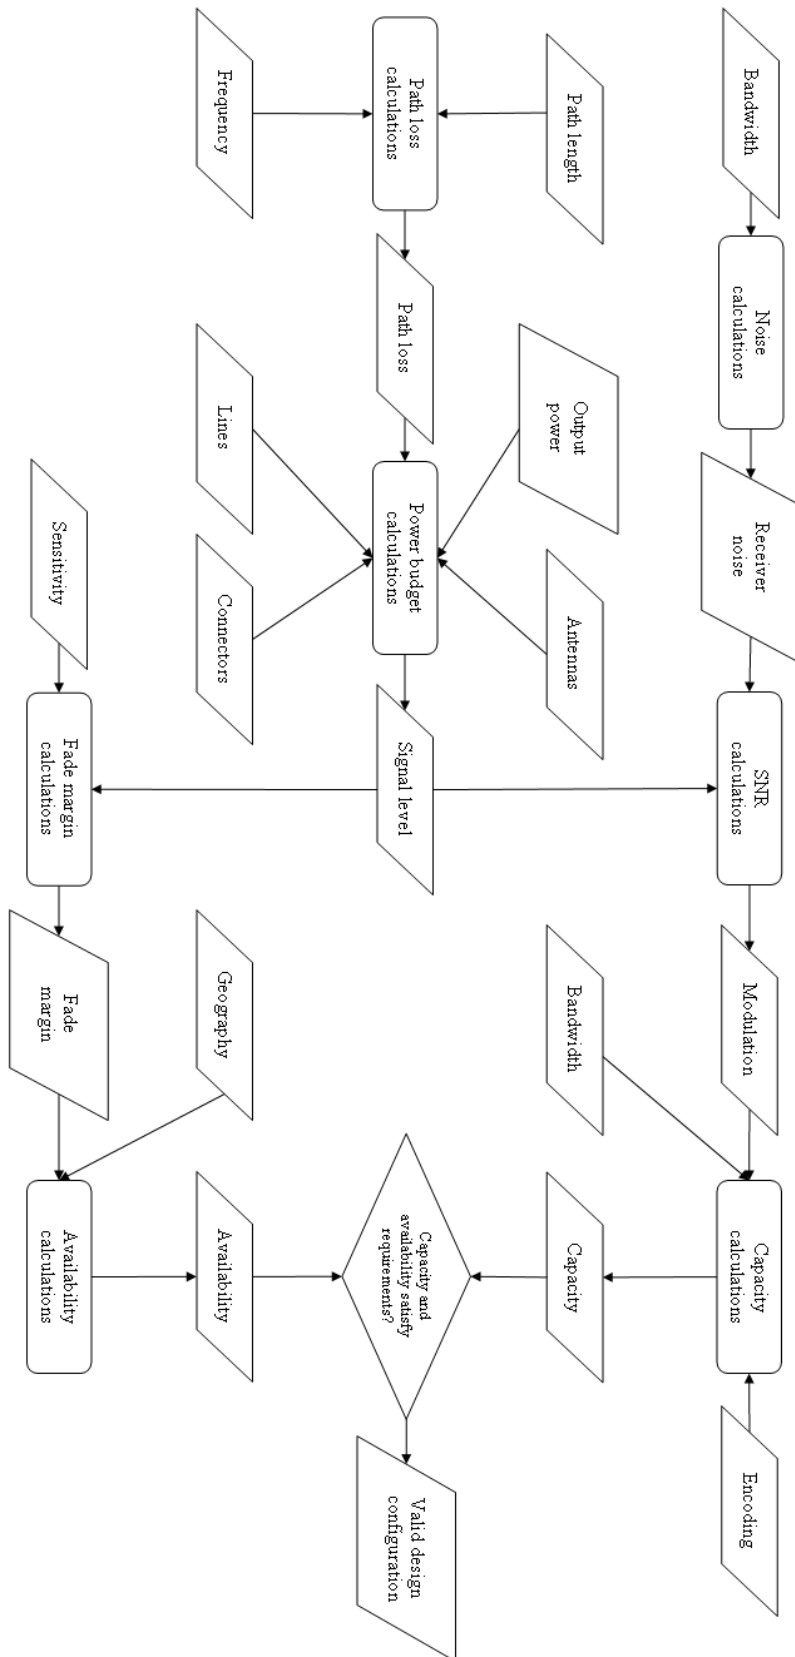 Bandwidth
Noise
calculations
Receiver
noise
SNR
calculations
Modulation
Capacity
calculations
Encoding
Path length
Output
power
Antennas
Bandwidth
Capacity
Path loss
calculations
Path loss
Power budget
calculations
Signal level
Capacity and
availability satisfy
requirements?
Valid design
configuration
Frequency
Lines
Connectors
Geography
Availability
Sensitivity
Fade margin
calculations
Fade
margin
Availability
calculations